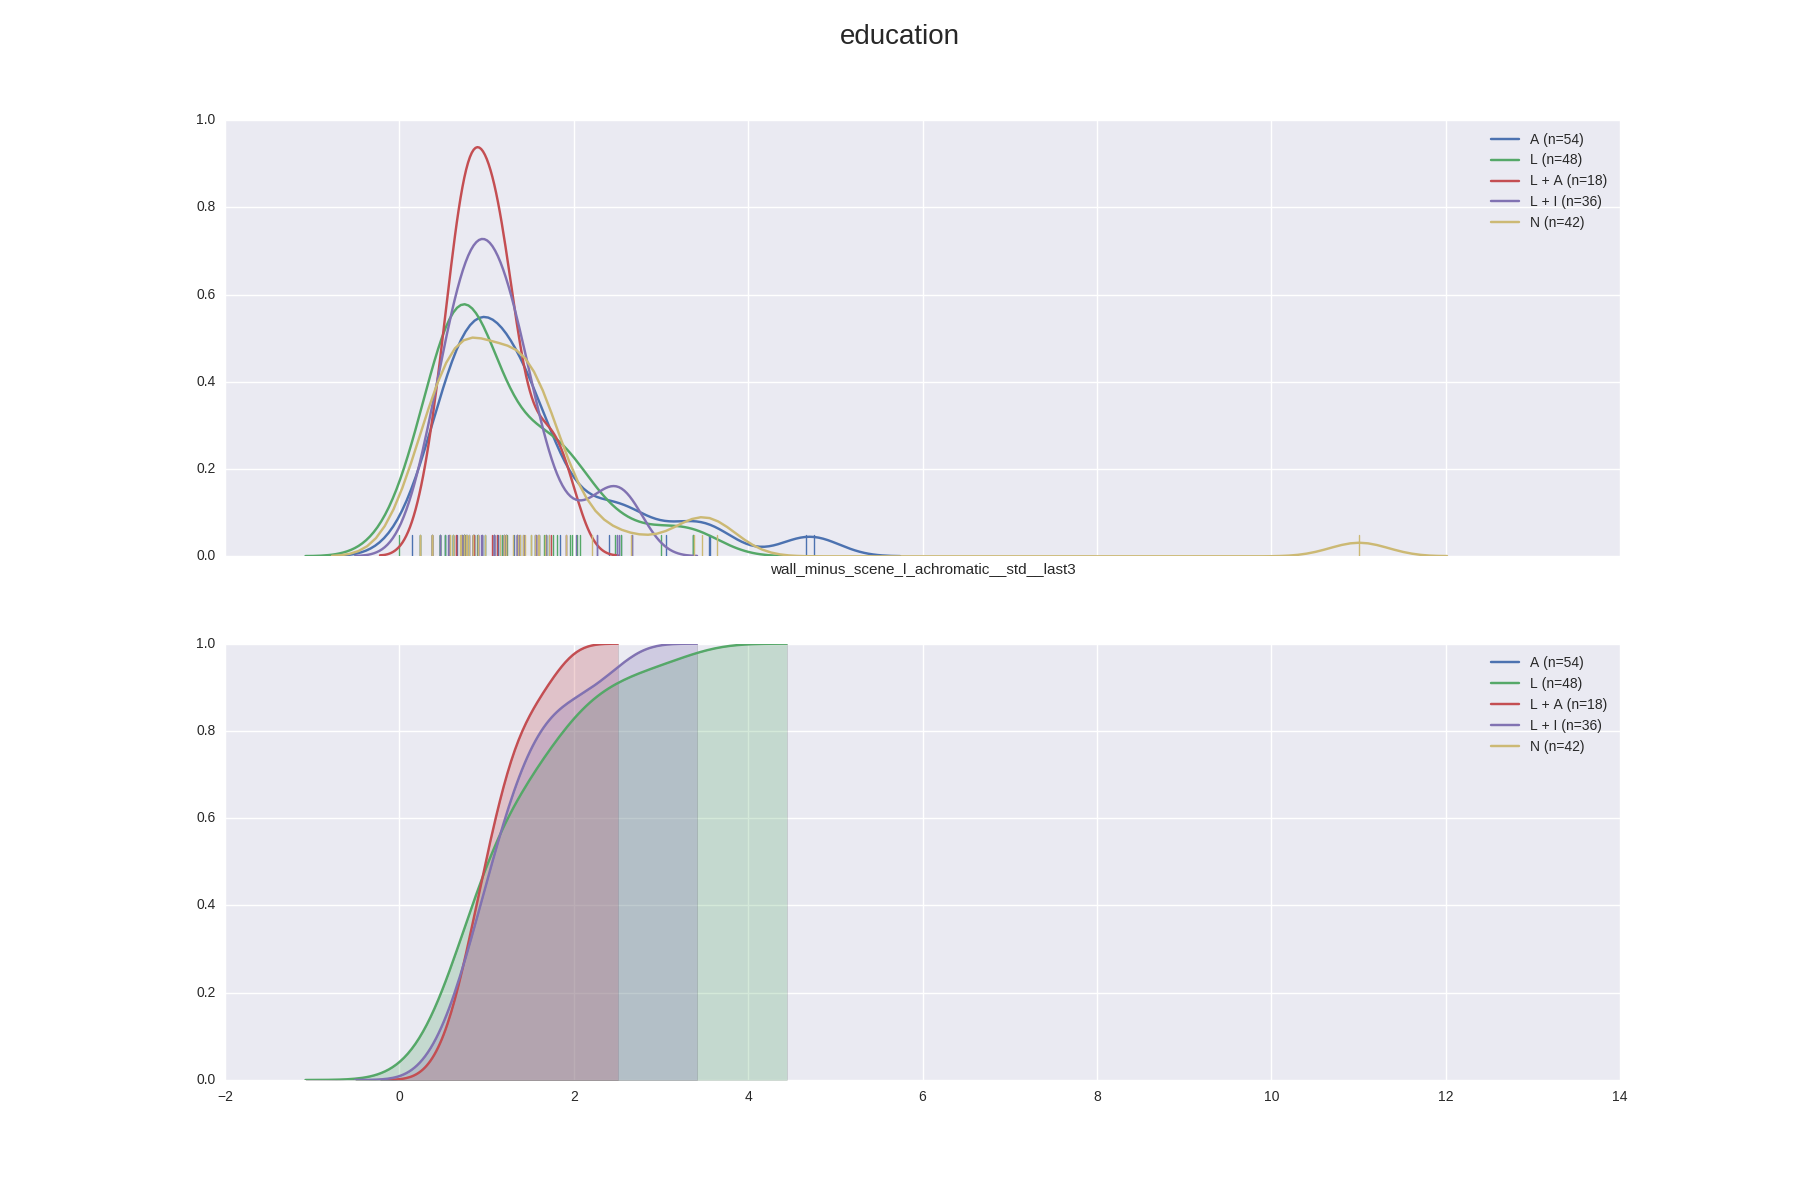 education
1.0
0.8
0.6
0.4
0.2
0.0
A (n=54)
L (n=48)
L + A (n=18)
L + I (n=36)
N (n=42)
wall_minus_scene_l_achromatic__std__last3
1.0
0.8
0.6
0.4
0.2
0.0
A (n=54)
L (n=48)
L + A (n=18)
L + I (n=36)
N (n=42)
−2 0 2 4 6 8 10 12 14